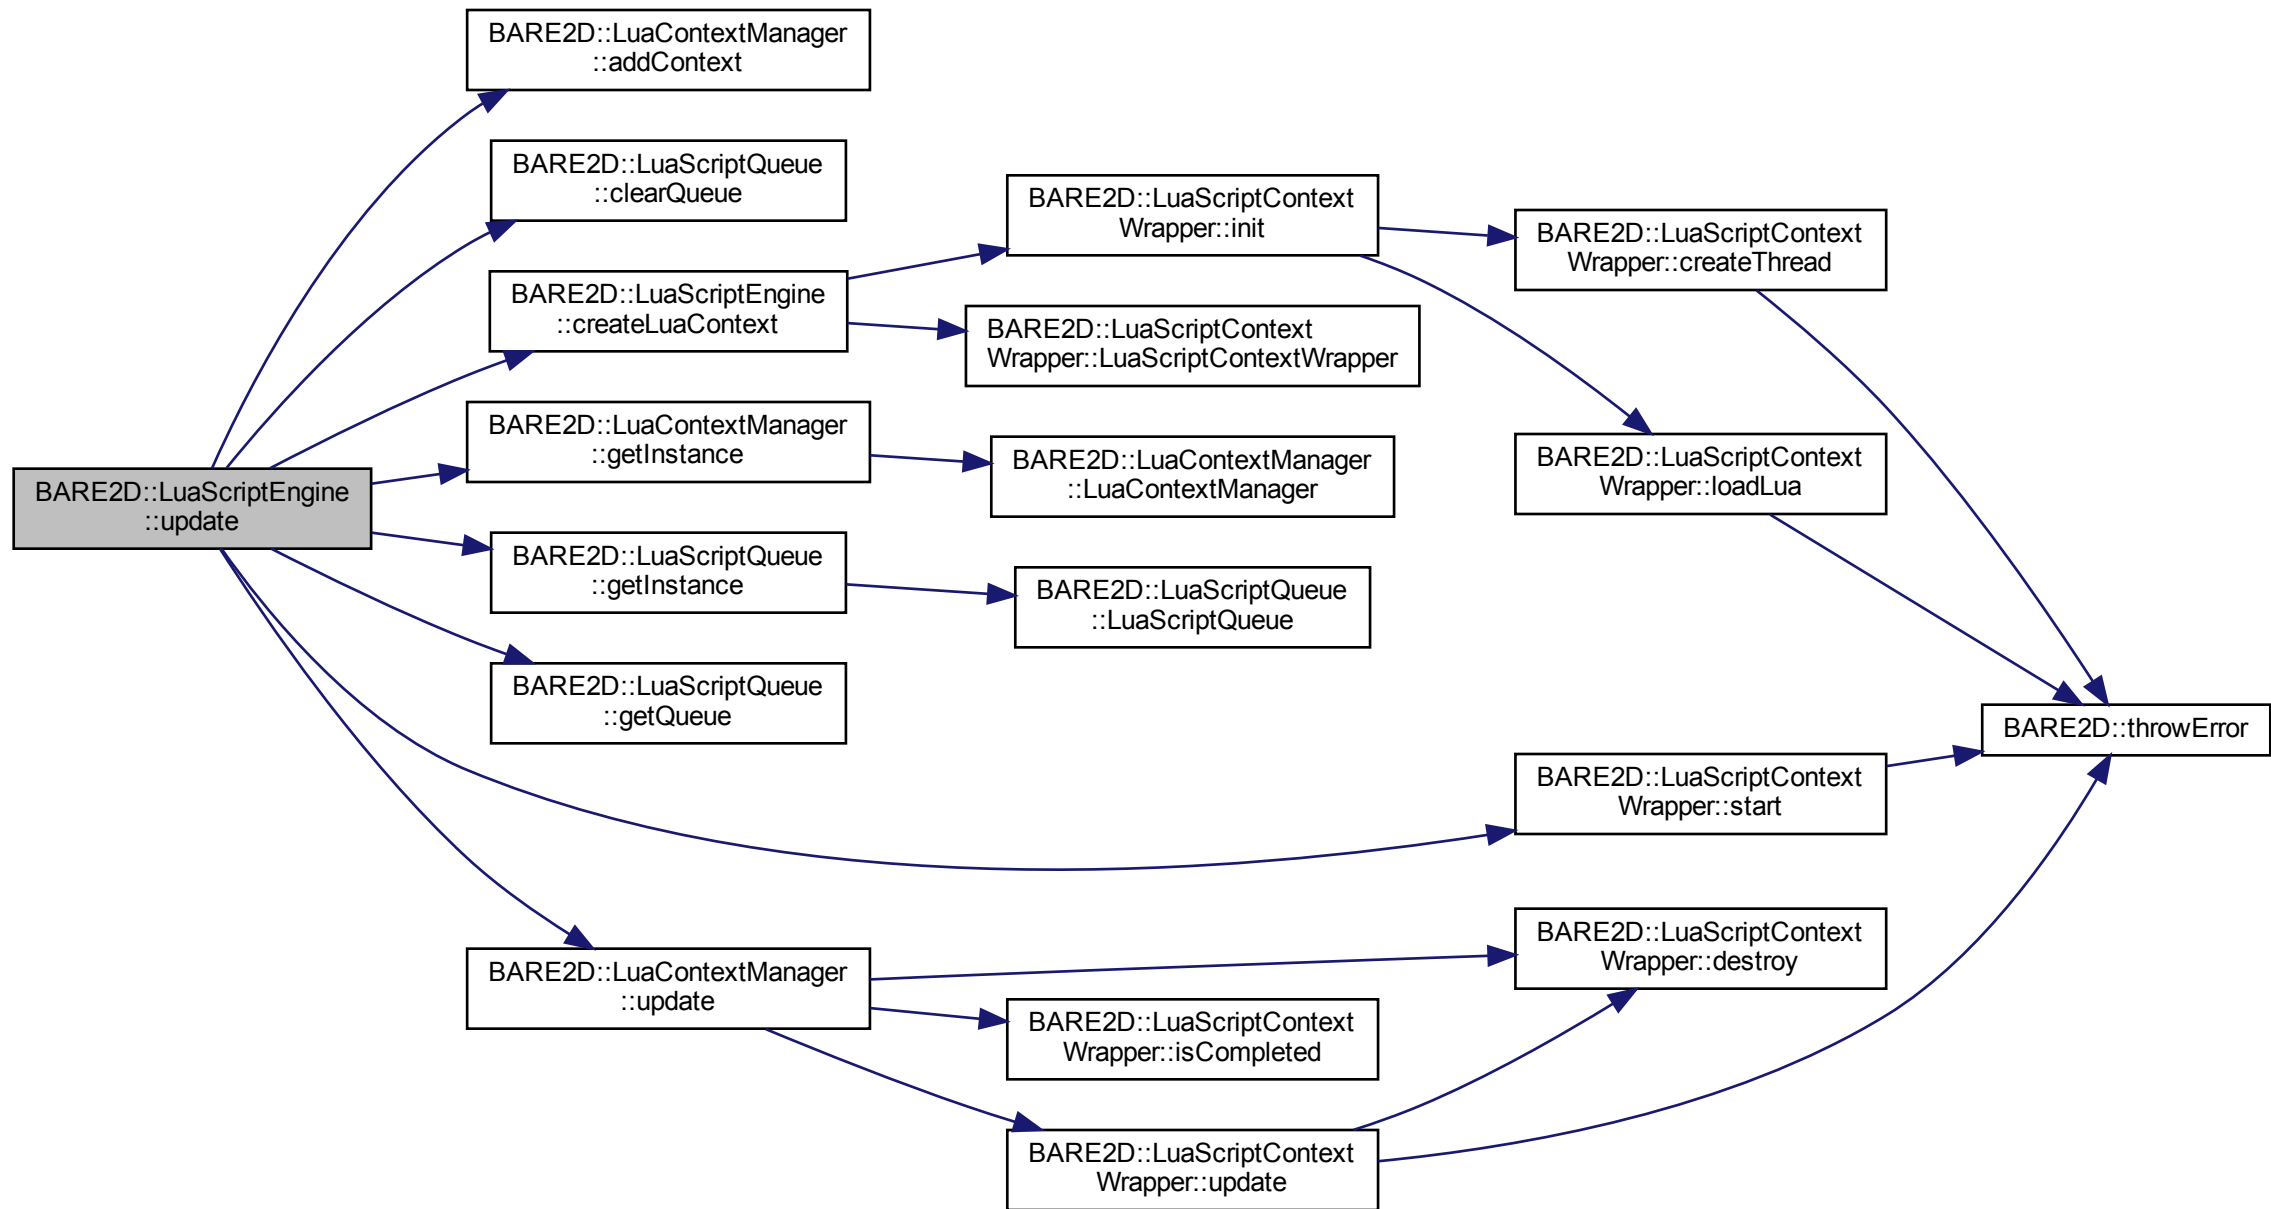 BARE2D::LuaContextManager
::addContext
BARE2D::LuaScriptQueue
::clearQueue
BARE2D::LuaScriptEngine
::createLuaContext
BARE2D::LuaContextManager
::getInstance
BARE2D::LuaScriptEngine
::update
BARE2D::LuaScriptQueue
::getInstance
BARE2D::LuaScriptQueue
::getQueue
BARE2D::LuaContextManager
::update
BARE2D::LuaScriptContext
Wrapper::init
BARE2D::LuaScriptContext
Wrapper::LuaScriptContextWrapper
BARE2D::LuaContextManager
::LuaContextManager
BARE2D::LuaScriptQueue
::LuaScriptQueue
BARE2D::LuaScriptContext
Wrapper::isCompleted
BARE2D::LuaScriptContext
Wrapper::update
BARE2D::LuaScriptContext
Wrapper::createThread
BARE2D::LuaScriptContext
Wrapper::loadLua
BARE2D::LuaScriptContext
Wrapper::start
BARE2D::LuaScriptContext
Wrapper::destroy
BARE2D::throwError